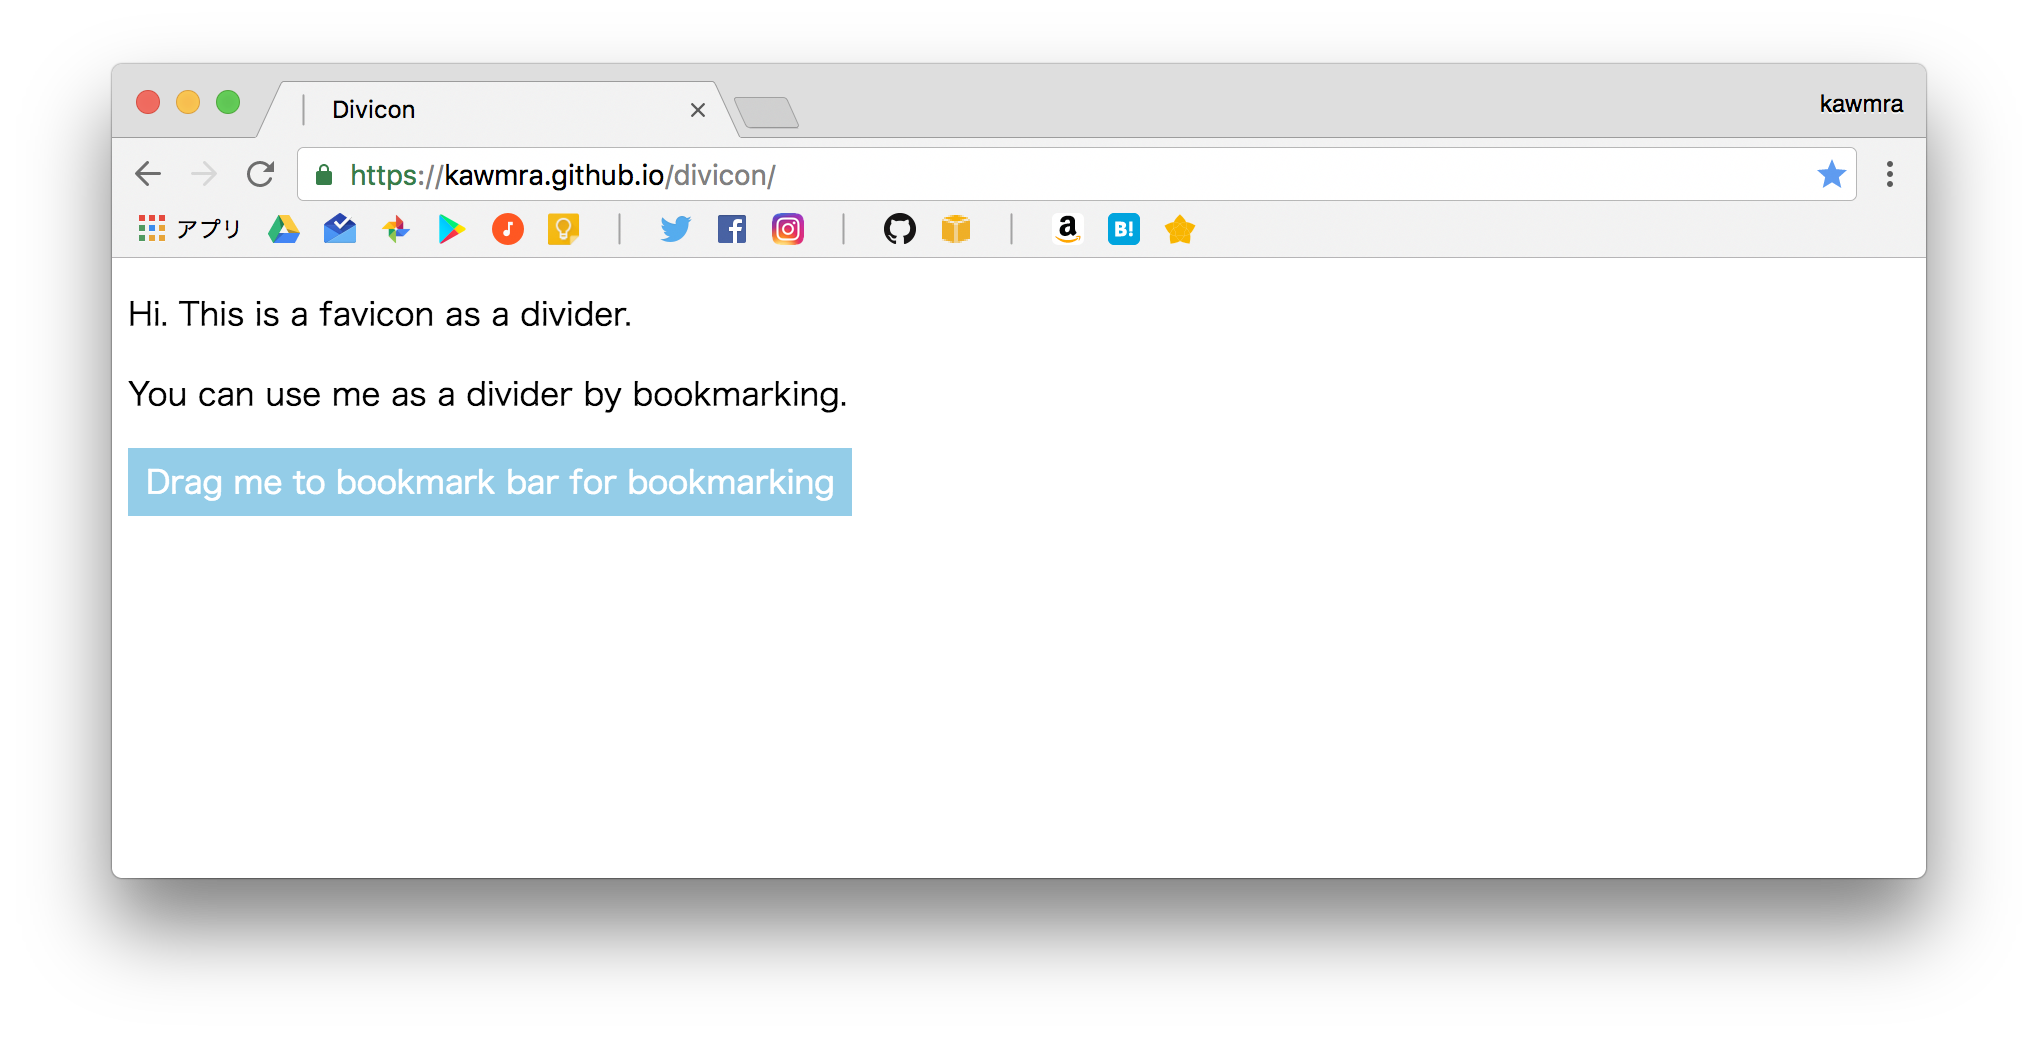 Divicon
kawmra
https://kawmra.github.io/divicon/
アプリ
a
B!
Hi. This is a favicon as a divider.
You can use me as a divider by bookmarking.
Drag me to bookmark bar for bookmarking